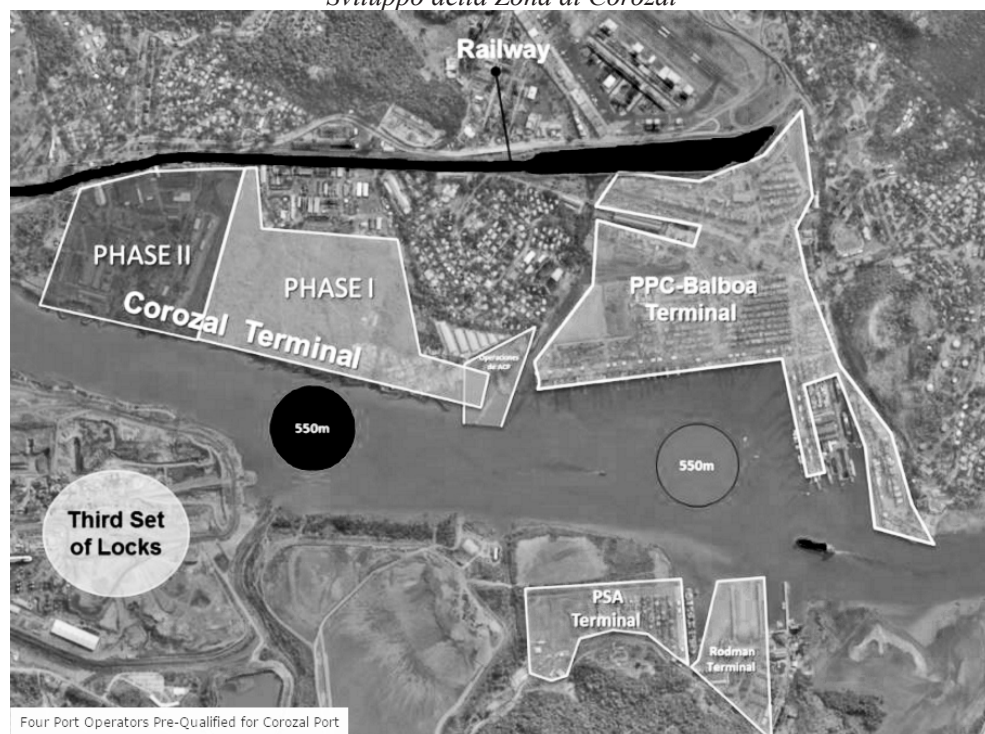 Sviluppo della Zona di Corozal
Railway
PHASE II
PHASE I
Corozal Terminal
PPC-Balboa
Terminal
Operaciones
de ACP
550m
550m
Third Set
of Locks
PSA
Terminal
Rodman
Terminal
Four Port Operators Pre-Qualified for Corozal Port